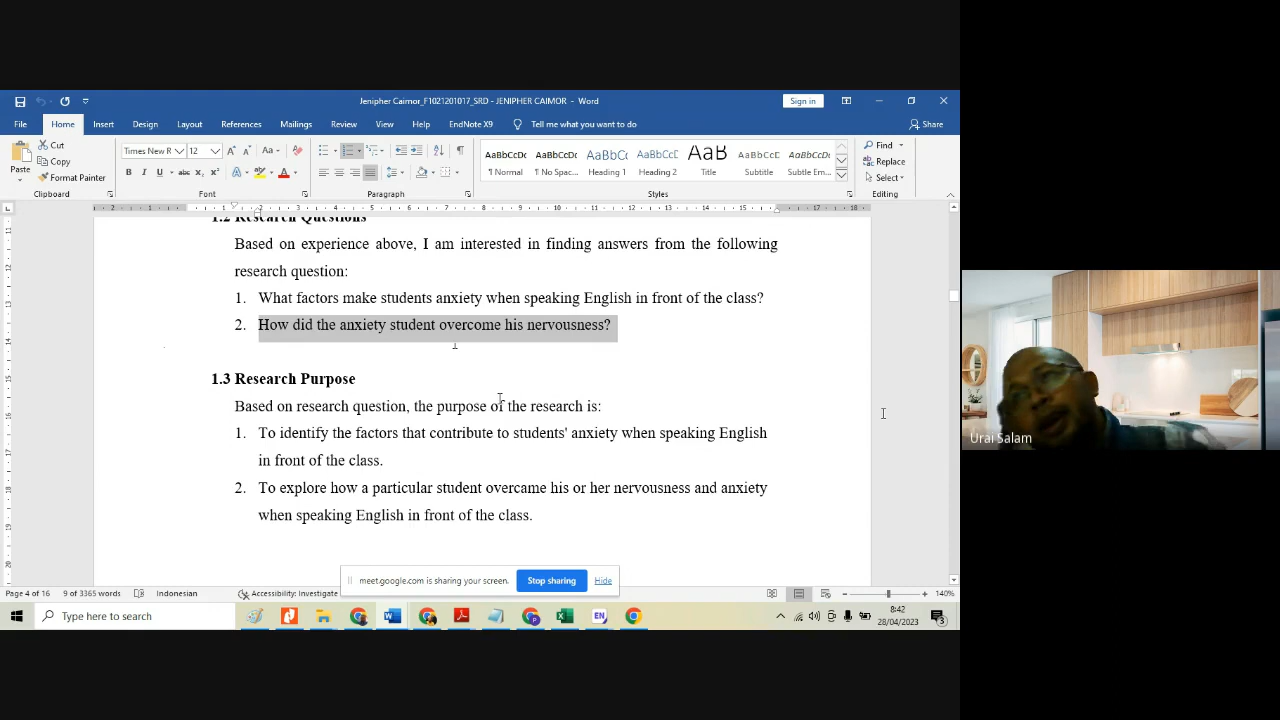 Jenipher Caimor_F1021201017_SRD - JENIPHER CAIMOR - Word
Sign in
File Home Insert Design Layout References Mailings Review View Help EndNote X9 Tell me what you want to do Share
Paste
Cut
Copy
Format Painter
Clipboard
Times New R 12
Font
Paragraph
AaBbCcDc AaBbCcDc AaBbCc AaBbCcD AaB AaBbCcD AaBbCcDc
¶ Normal ¶ No Spac... Heading 1 Heading 2 Title Subtitle Subtle Em...
Styles
Find
Replace
Select
Editing
1.2 Research Questions
Based on experience above, I am interested in finding answers from the following
research question:
1. What factors make students anxiety when speaking English in front of the class?
2. How did the anxiety student overcome his nervousness?
1.3 Research Purpose
Based on research question, the purpose of the research is:
1. To identify the factors that contribute to students' anxiety when speaking English
in front of the class.
2. To explore how a particular student overcame his or her nervousness and anxiety
when speaking English in front of the class.
meet.google.com is sharing your screen. Stop sharing Hide
Page 4 of 16 9 of 3365 words Indonesian Accessibility: Investigate 140%
Type here to search
EN
8:42
28/04/2023
3
Urai Salam